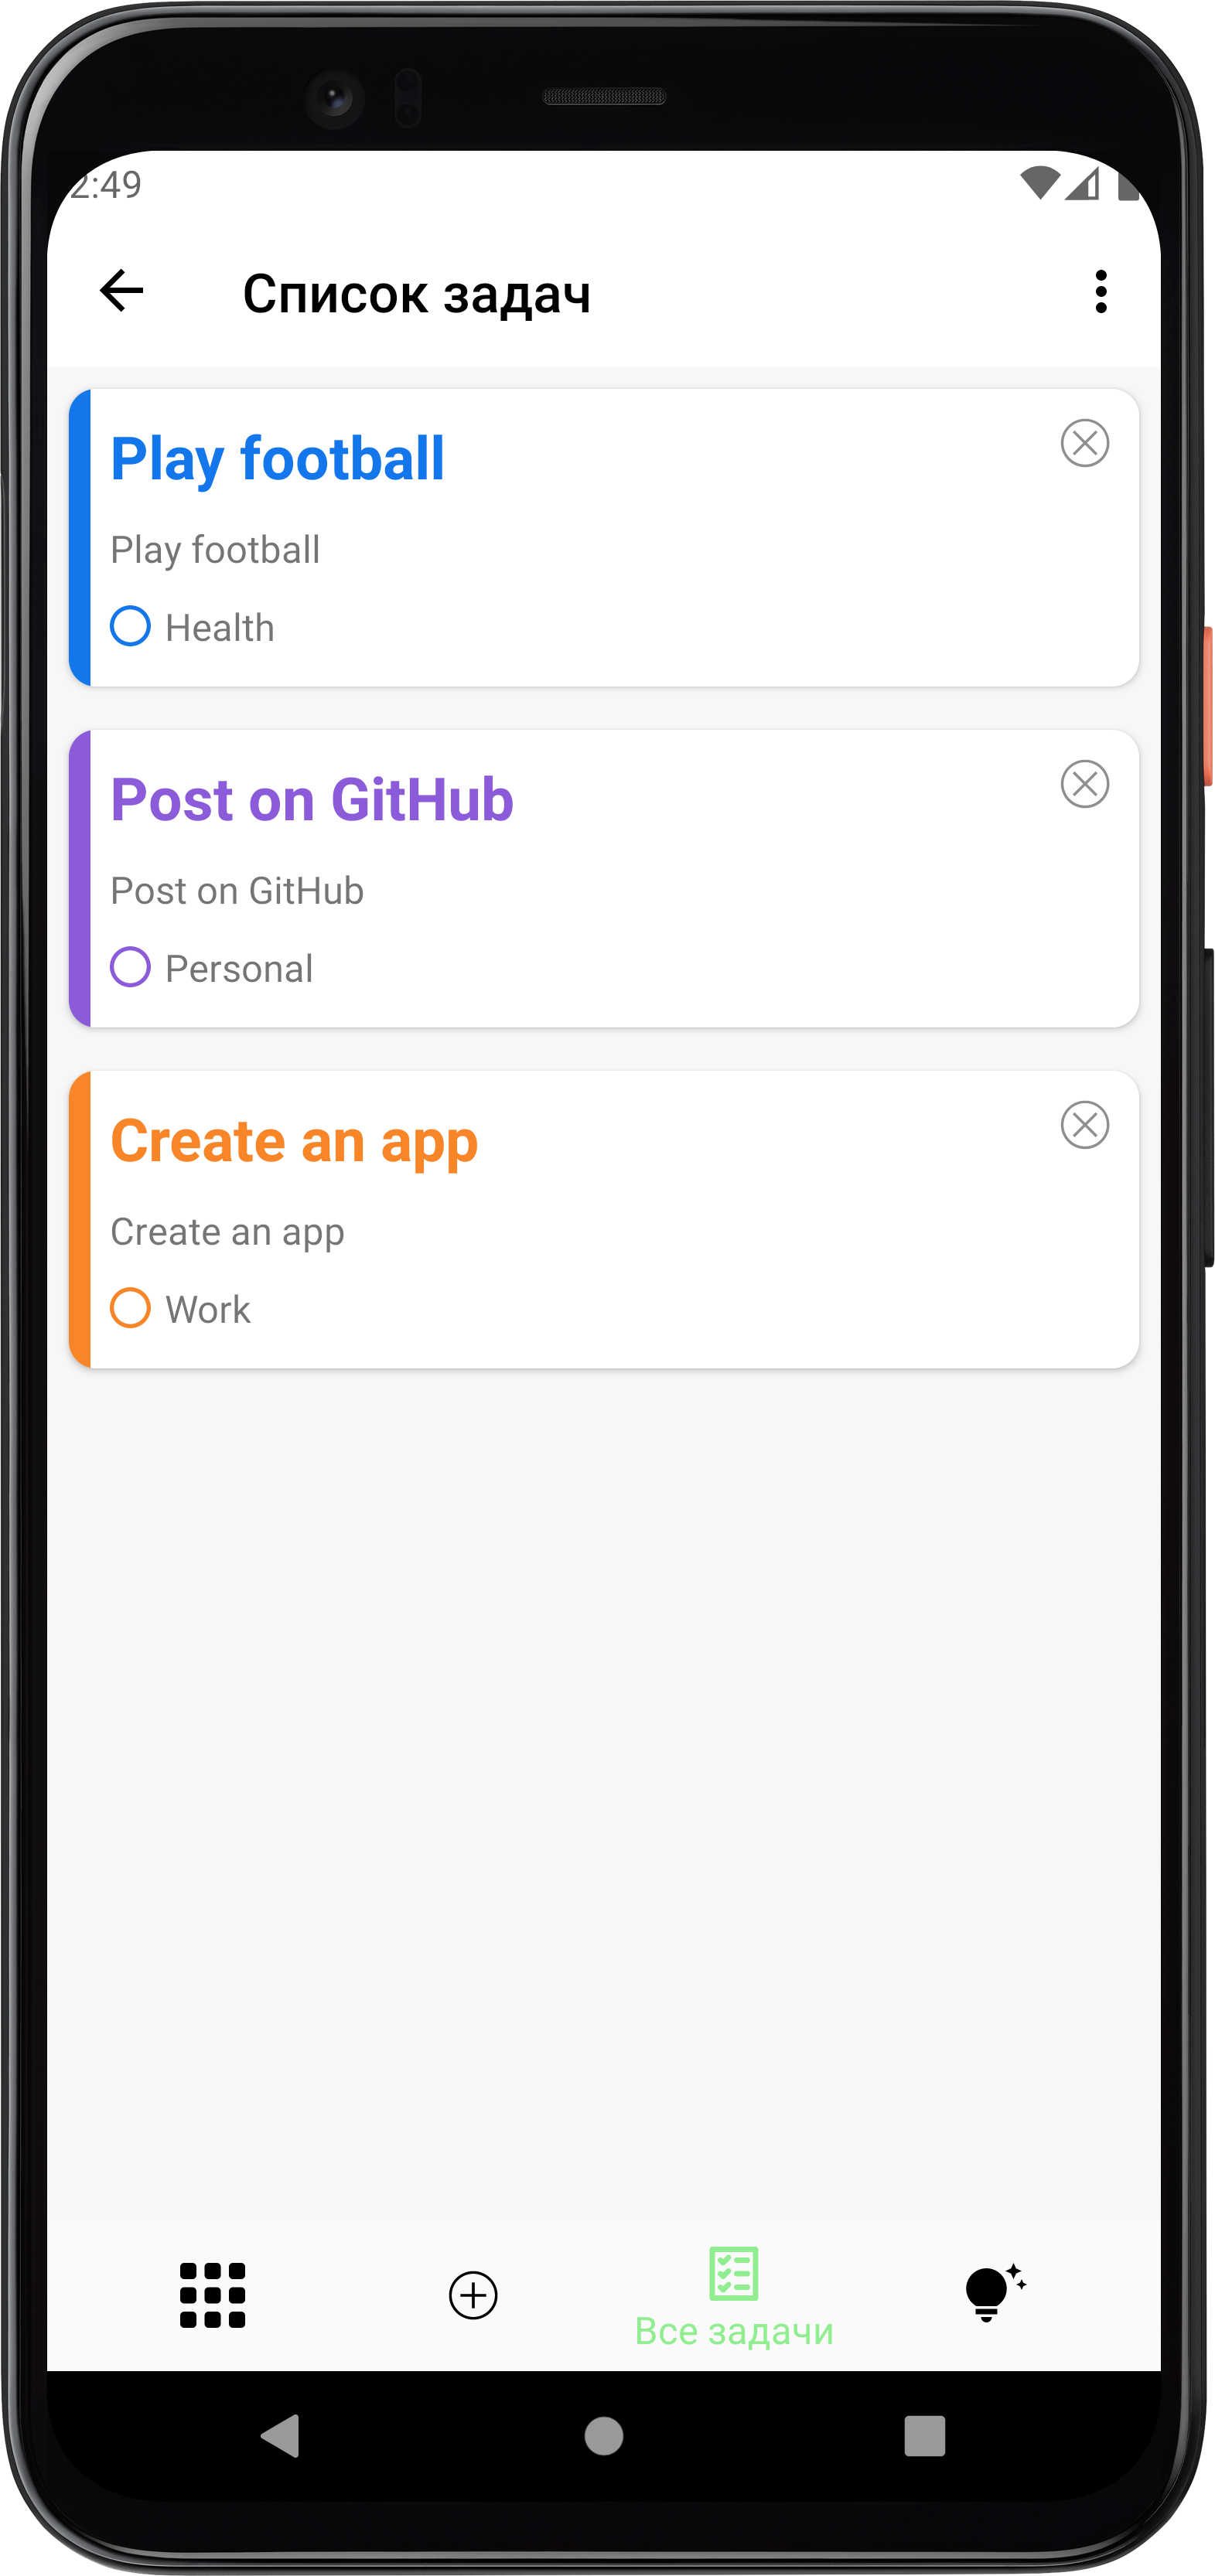 2:49
Список задач
Play football
Play football
Health
Post on GitHub
Post on GitHub
Personal
Create an app
Create an app
Work
Все задачи